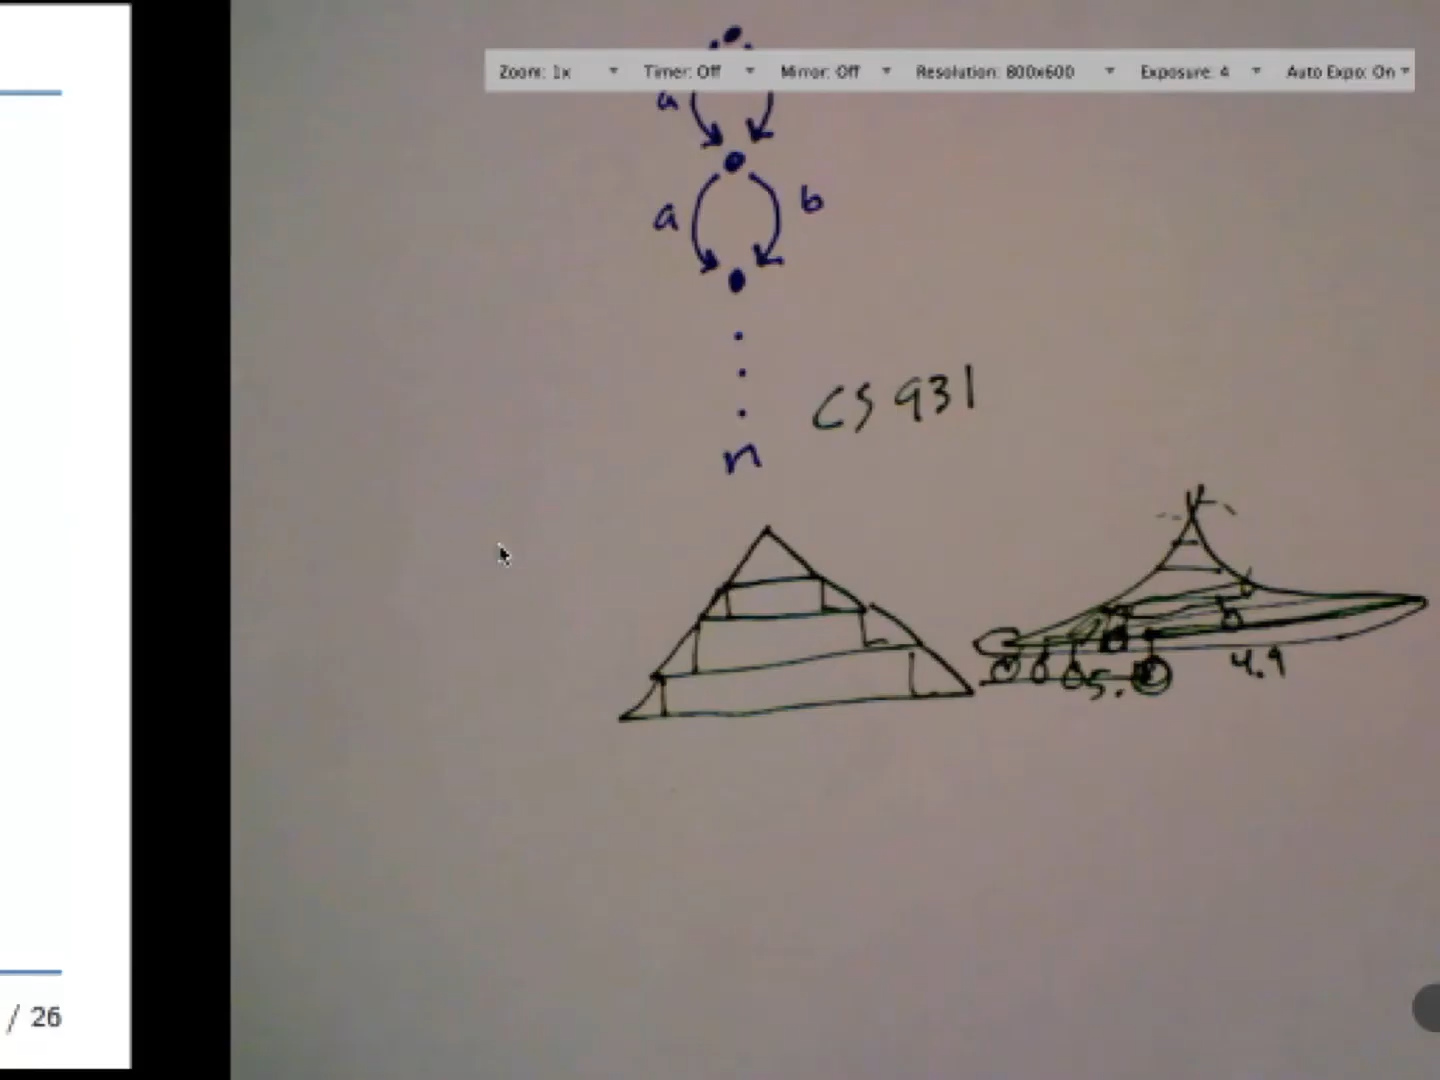 Zoom: 1x Timer: Off Mirror: Off Resolution: 800x600 Exposure: 4 Auto Expo: On
a
a b
CS 931
n
4.9
5.
/ 26